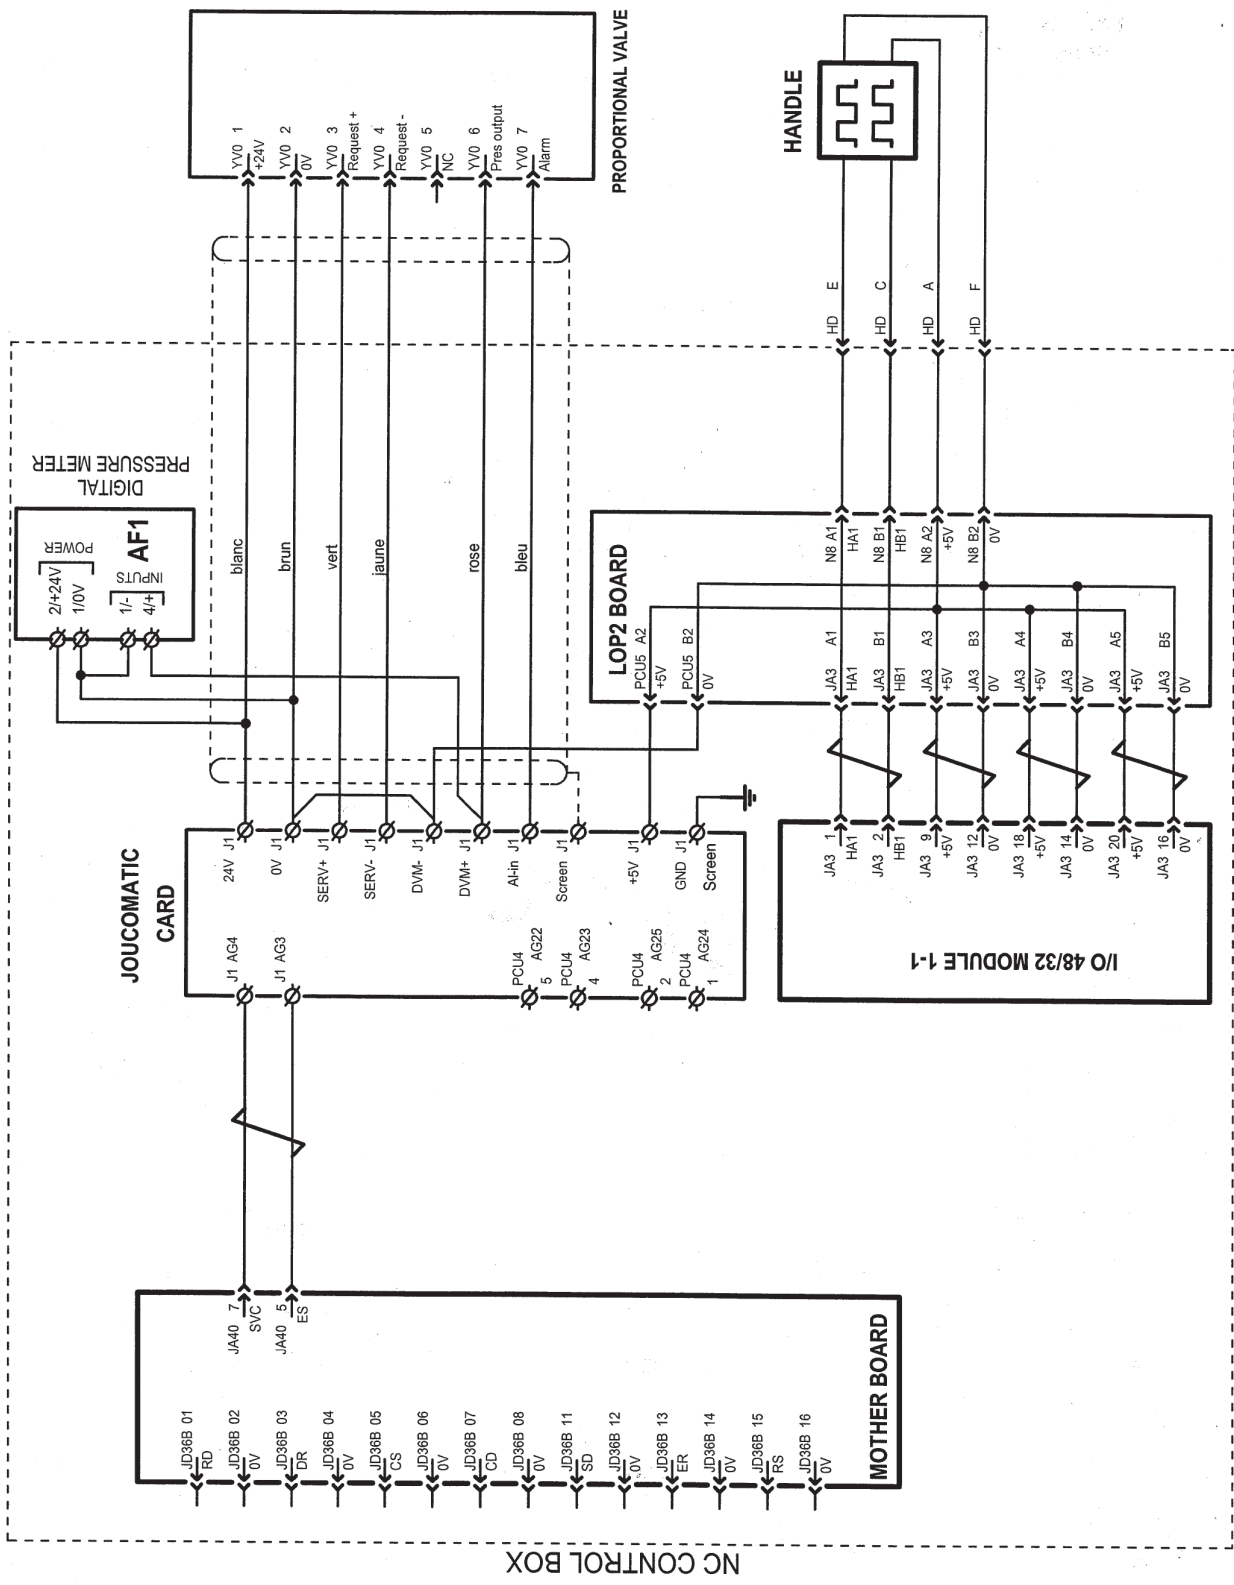 PROPORTIONAL VALVE
YV0 1
+24V
YV0 2
0V
YV0 3
Request +
YV0 4
Request -
YV0 5
NC
YV0 6
Pres output
YV0 7
Alarm
HANDLE
HD E
HD C
HD A
HD F
DIGITAL
PRESSURE METER
AF1
POWER
2/+24V
1/0V
INPUTS
1/-
4/+
blanc
brun
vert
jaune
rose
bleu
LOP2 BOARD
PCU5 A2
+5V
PCU5 B2
0V
N8 A1
HA1
N8 B1
HB1
N8 A2
+5V
N8 B2
0V
JA3 A1
HA1
JA3 B1
HB1
JA3 A3
+5V
JA3 B3
0V
JA3 A4
+5V
JA3 B4
0V
JA3 A5
+5V
JA3 B5
0V
JOUCOMATIC
CARD
24V J1
0V J1
SERV+ J1
SERV- J1
DVM- J1
DVM+ J1
AI-in J1
Screen J1
+5V J1
GND J1
Screen
J1 AG4
J1 AG3
PCU4 AG22
5
PCU4 AG23
4
PCU4 AG25
2
PCU4 AG24
1
I/O 48/32 MODULE 1-1
JA3 1
HA1
JA3 2
HB1
JA3 9
+5V
JA3 12
0V
JA3 18
+5V
JA3 14
0V
JA3 20
+5V
JA3 16
0V
MOTHER BOARD
JA40 7
SVC
JA40 5
ES
JD36B 01
RD
JD36B 02
0V
JD36B 03
DR
JD36B 04
0V
JD36B 05
CS
JD36B 06
0V
JD36B 07
CD
JD36B 08
0V
JD36B 11
SD
JD36B 12
0V
JD36B 13
ER
JD36B 14
0V
JD36B 15
RS
JD36B 16
0V
NC CONTROL BOX